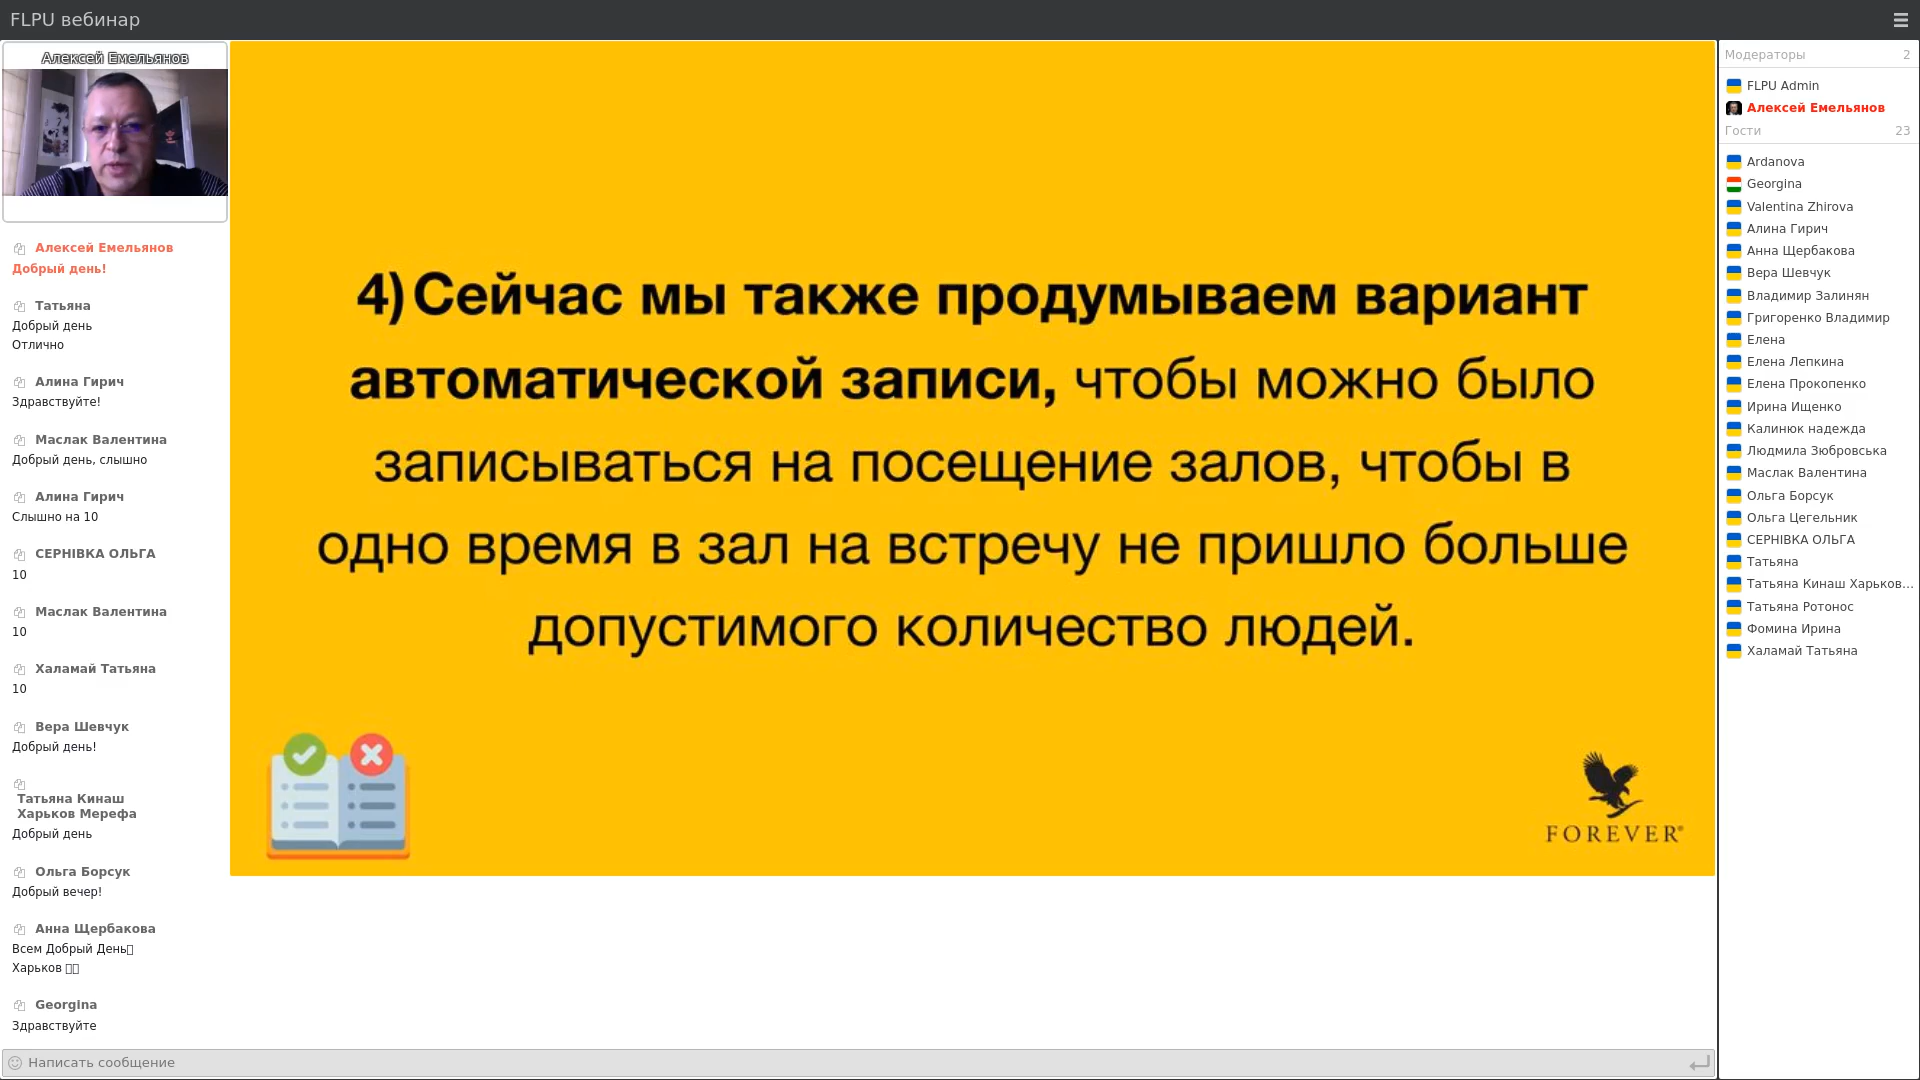 FLPU вебинар
Алексей Емельянов
Алексей Емельянов
Добрый день!
Татьяна
Добрый день
Отлично
Алина Гирич
Здравствуйте!
Маслак Валентина
Добрый день, слышно
Алина Гирич
Слышно на 10
СЕРНІВКА ОЛЬГА
10
Маслак Валентина
10
Халамай Татьяна
10
Вера Шевчук
Добрый день!
Татьяна Кинаш
Харьков Мерефа
Добрый день
Ольга Борсук
Добрый вечер!
Анна Щербакова
Всем Добрый День
Харьков
Georgina
Здравствуйте
Написать сообщение
4) Сейчас мы также продумываем вариант
автоматической записи, чтобы можно было
записываться на посещение залов, чтобы в
одно время в зал на встречу не пришло больше
допустимого количество людей.
FOREVER®
Модераторы 2
FLPU Admin
Алексей Емельянов
Гости 23
Ardanova
Georgina
Valentina Zhirova
Алина Гирич
Анна Щербакова
Вера Шевчук
Владимир Залинян
Григоренко Владимир
Елена
Елена Лепкина
Елена Прокопенко
Ирина Ищенко
Калинюк надежда
Людмила Зюбровська
Маслак Валентина
Ольга Борсук
Ольга Цегельник
СЕРНІВКА ОЛЬГА
Татьяна
Татьяна Кинаш Харьков...
Татьяна Ротонос
Фомина Ирина
Халамай Татьяна